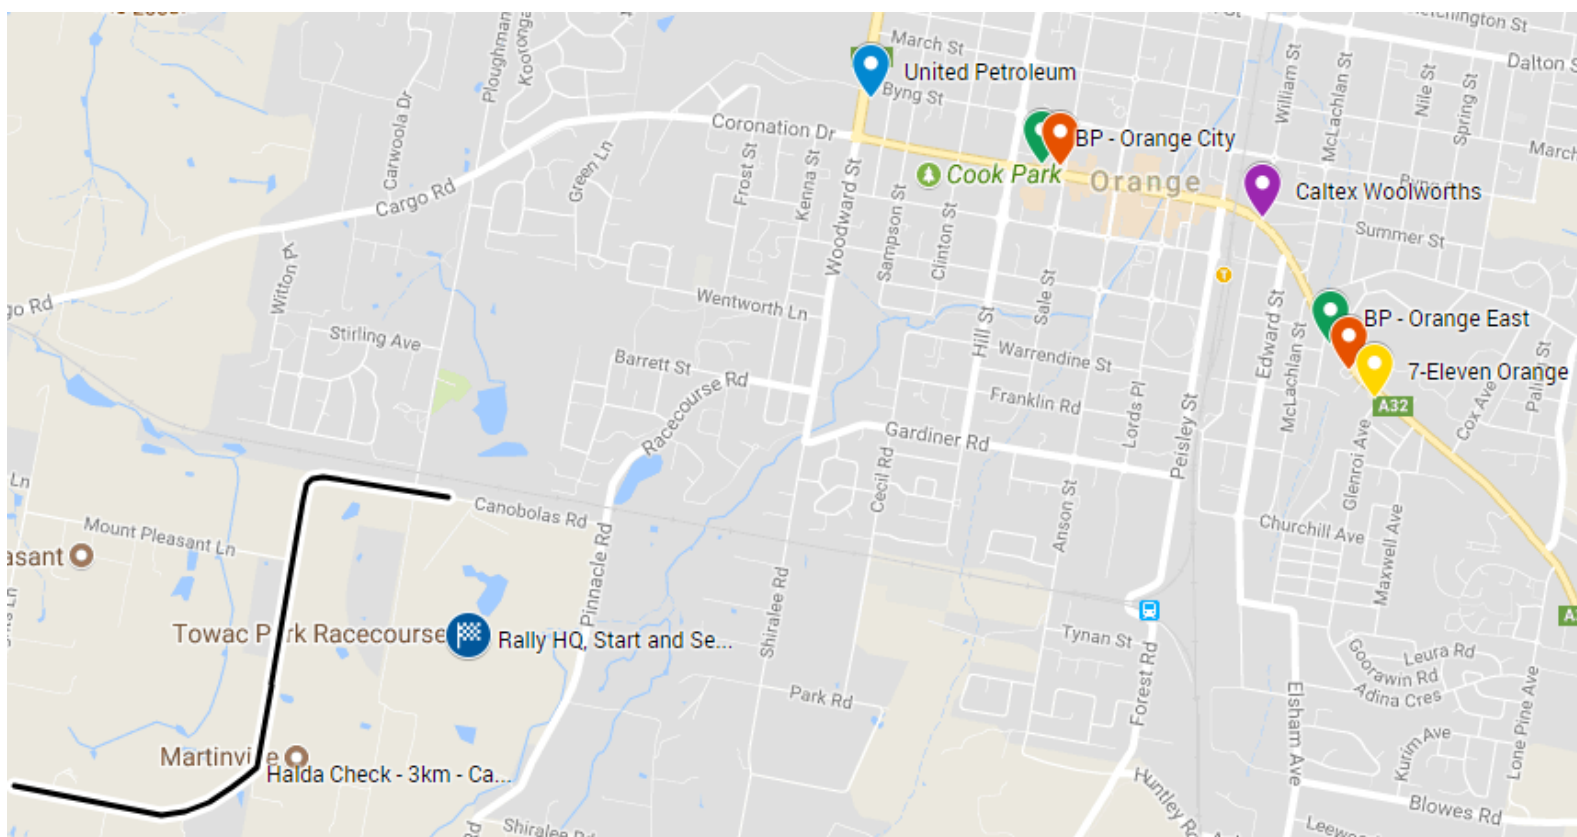 March St
United Petroleum
Byng St
Coronation Dr
BP - Orange City
Cook Park
Orange
Caltex Woolworths
Summer St
Dalton S
William St
McLachlan St
Nile St
Spring St
March
Carwoola Dr
Green Ln
Cargo Rd
Frost St
Kenna St
Woodward St
Sampson St
Clinton St
Witton Pl
go Rd
Wentworth Ln
Sale St
Hill St
Stirling Ave
Barrett St
Racecourse Rd
Warrendine St
Franklin Rd
Lords Pl
Peisley St
Edward St
McLachlan St
BP - Orange East
7-Eleven Orange
A32
Cox Ave
Glenroi Ave
Gardiner Rd
Cecil Rd
Anson St
Churchill Ave
Maxwell Ave
Ln
Canobolas Rd
Mount Pleasant Ln
asant
Pinnacle Rd
Shiralee Rd
Towac Park Racecourse
Rally HQ, Start and Se...
Tynan St
Forest Rd
Leura Rd
Goorawin Rd
Adina Cres
Park Rd
Elsham Ave
Kurim Ave
Lone Pine Ave
Martinville
Halda Check - 3km - Ca...
Huntley Rd
Blowes Rd
Shiralee Rd
Rd